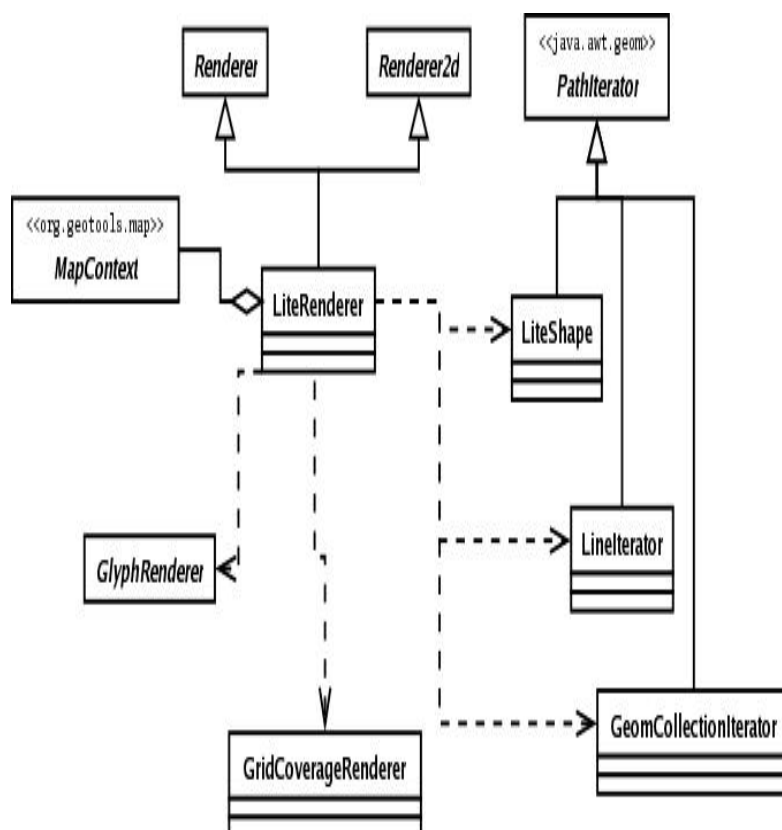 <<java.awt.geom>>
PathIterator
Renderer
Renderer2d
<<org.geotools.map>>
MapContext
LiteRenderer
LiteShape
GlyphRenderer
LineIterator
GridCoverageRenderer
GeomCollectionIterator